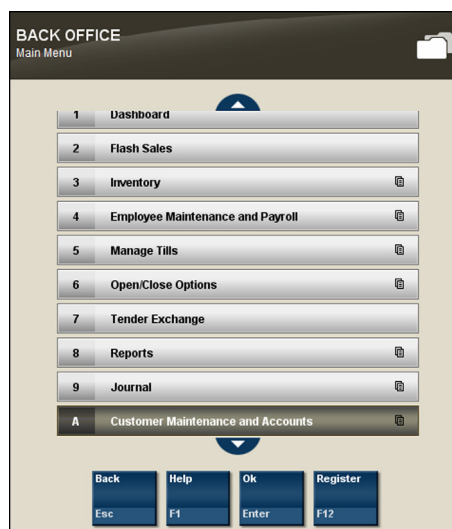 BACK OFFICE
Main Menu
1 Dashboard
2 Flash Sales
3 Inventory
4 Employee Maintenance and Payroll
5 Manage Tills
6 Open/Close Options
7 Tender Exchange
8 Reports
9 Journal
A Customer Maintenance and Accounts
Back Help Ok Register
Esc F1 Enter F12